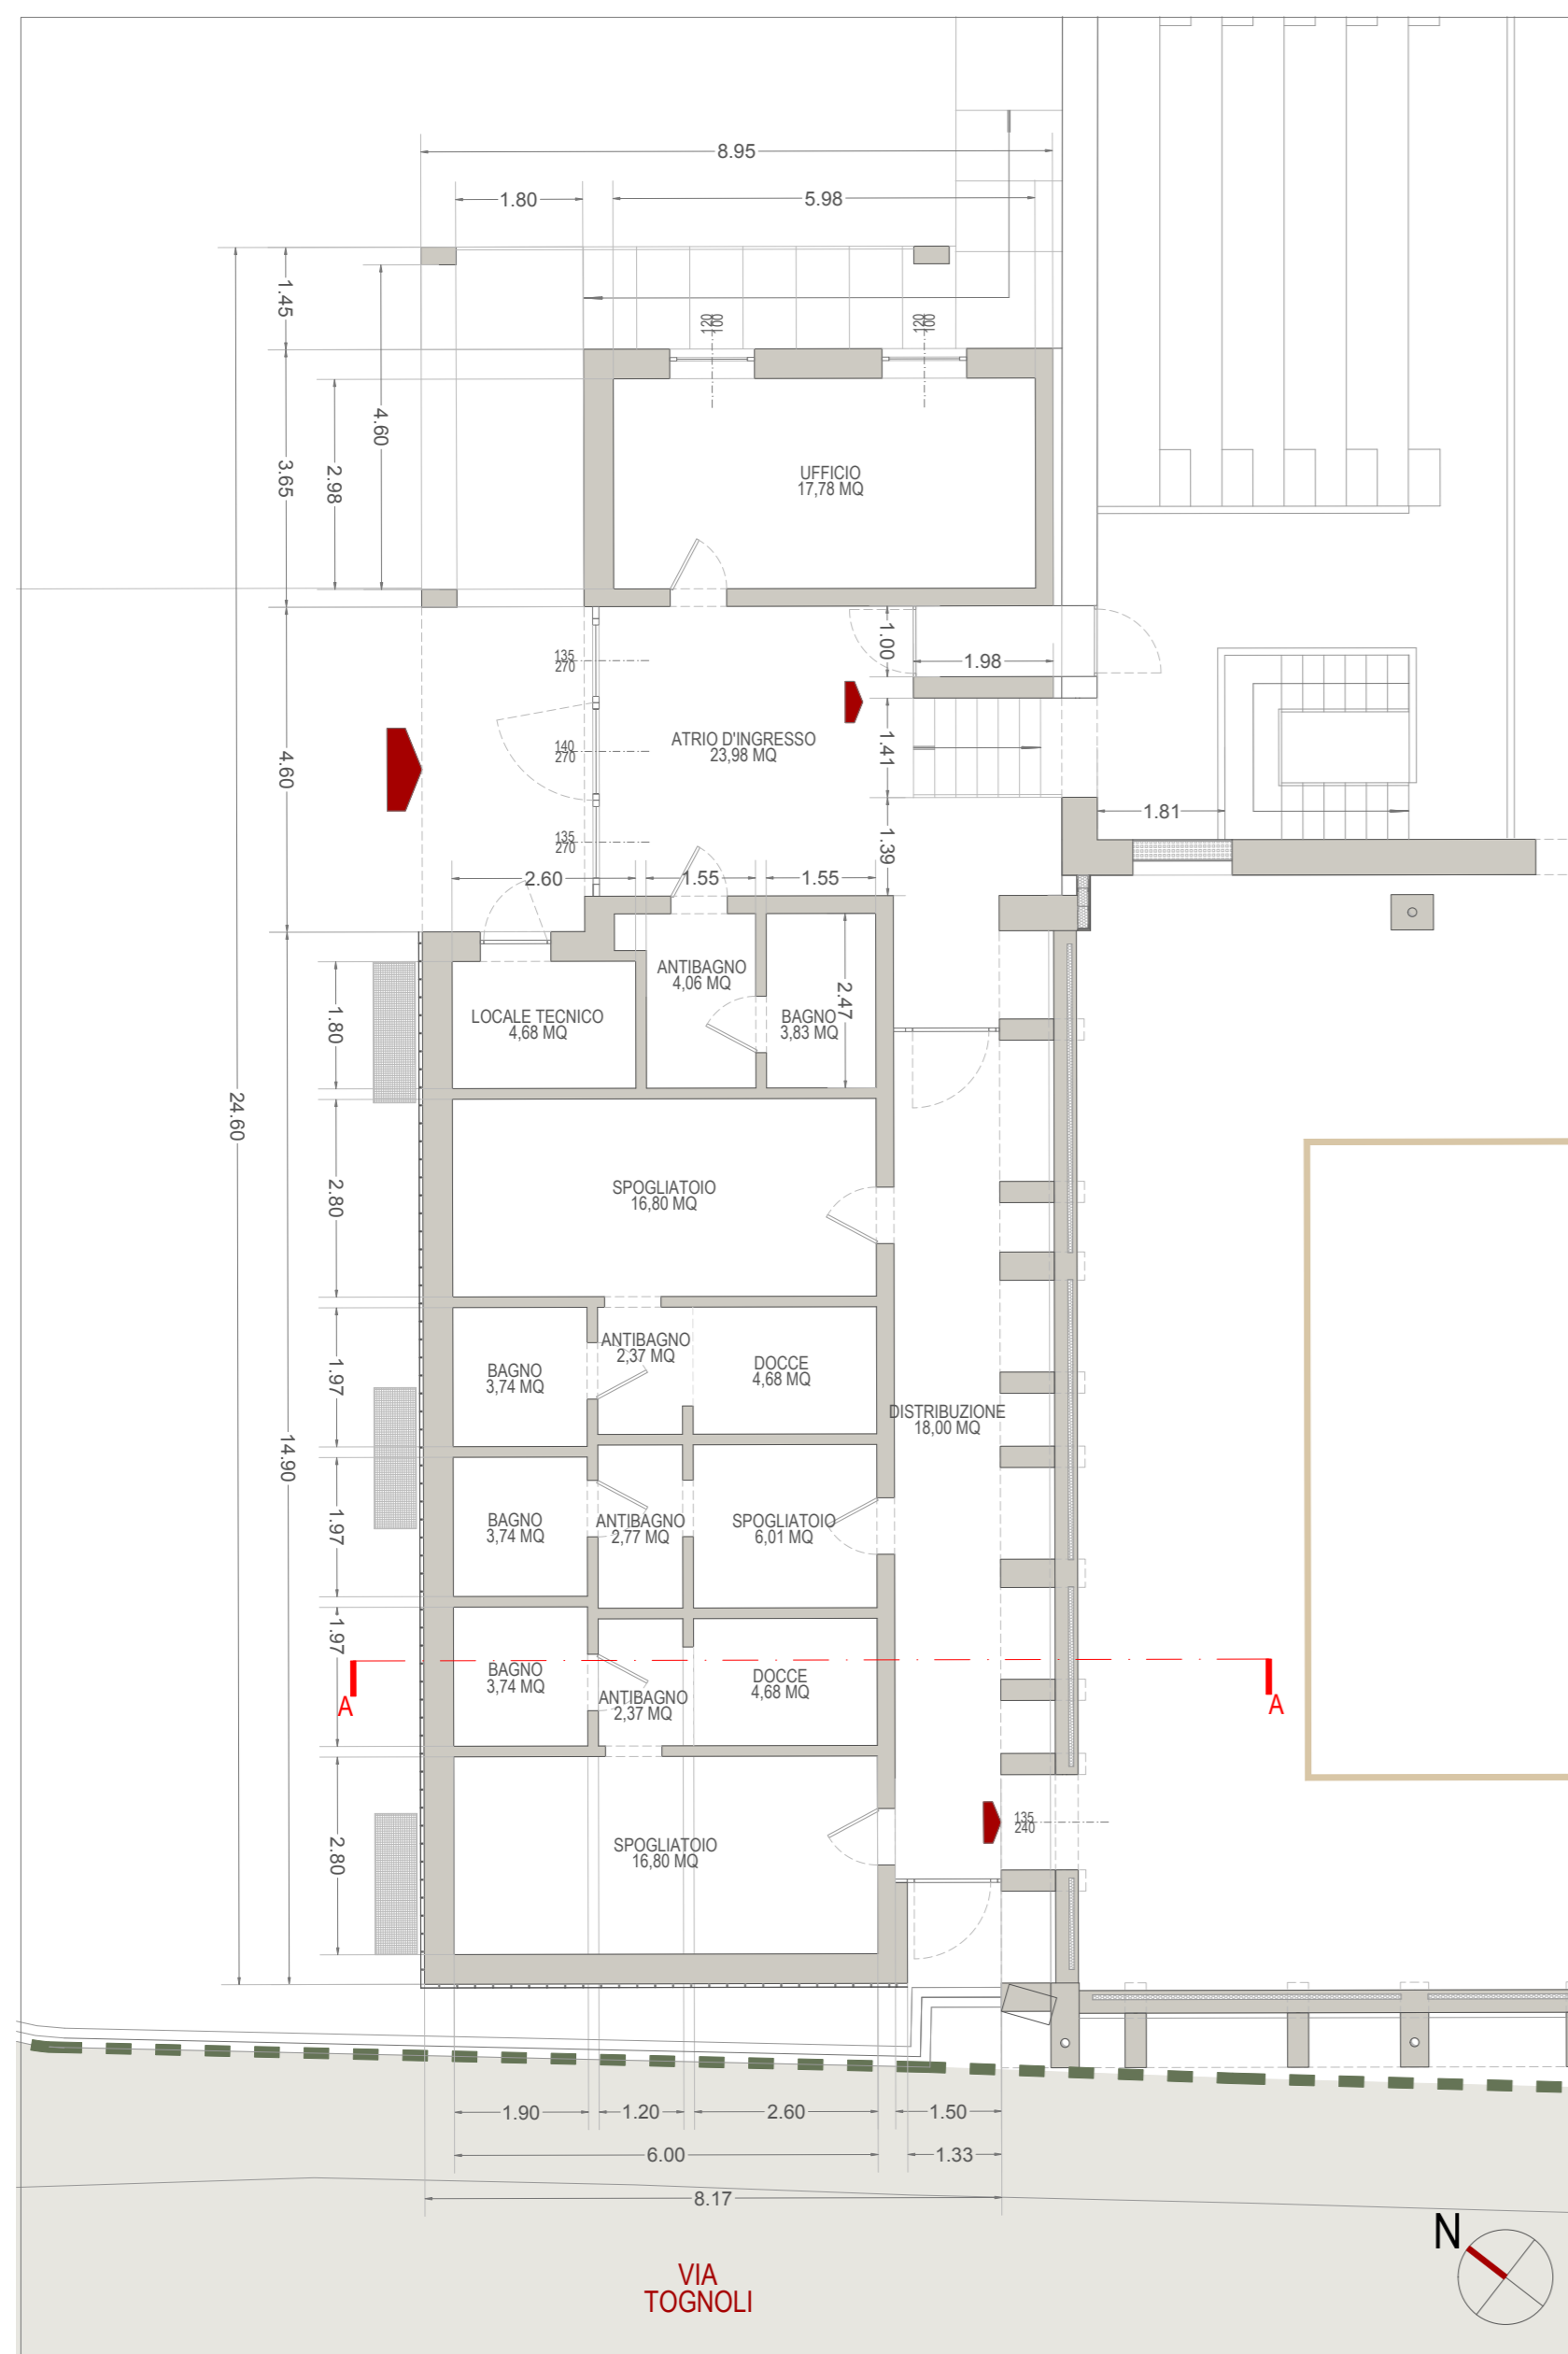 8.95
1.80
5.98
1.45
4.60
3.65
2.98
120
100
120
100
UFFICIO
17,78 MQ
1.00
1.98
135
270
140
270
135
270
ATRIO D'INGRESSO
23,98 MQ
4.60
1.41
1.39
1.81
2.60
1.55
1.55
LOCALE TECNICO
4,68 MQ
ANTIBAGNO
4,06 MQ
BAGNO
3,83 MQ
2.47
1.80
24.60
2.80
SPOGLIATOIO
16,80 MQ
1.97
BAGNO
3,74 MQ
ANTIBAGNO
2,37 MQ
DOCCE
4,68 MQ
DISTRIBUZIONE
18,00 MQ
14.90
1.97
BAGNO
3,74 MQ
ANTIBAGNO
2,77 MQ
SPOGLIATOIO
6,01 MQ
1.97
BAGNO
3,74 MQ
ANTIBAGNO
2,37 MQ
DOCCE
4,68 MQ
A
A
2.80
SPOGLIATOIO
16,80 MQ
135
240
1.90
1.20
2.60
1.50
6.00
1.33
8.17
VIA
TOGNOLI
N